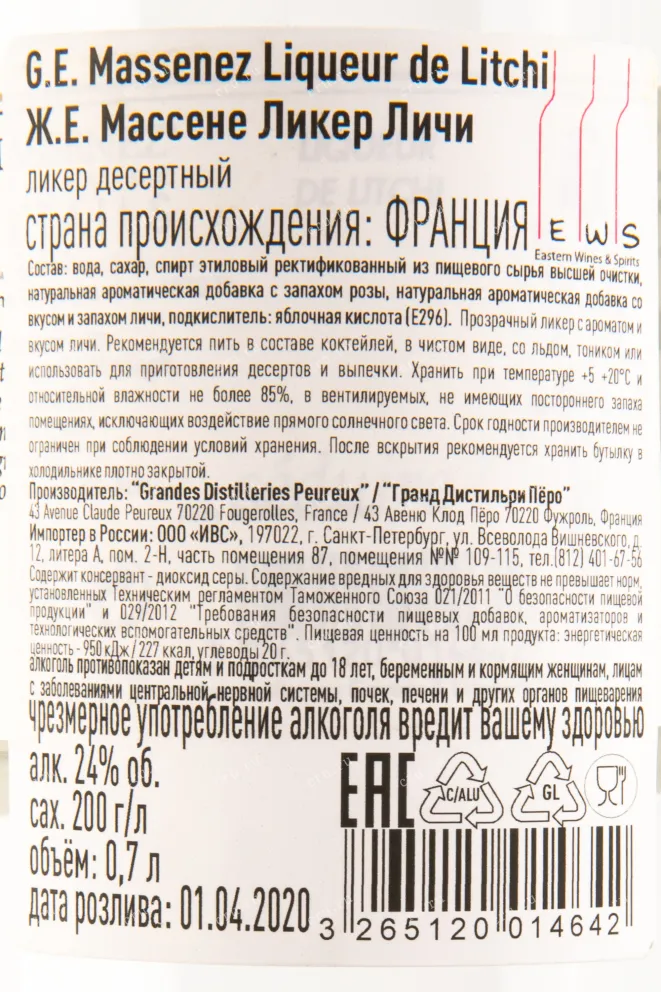 G.E. Massenez Liqueur de Litchi
Ж.Е. Массене Ликер Личи
ликер десертный
страна происхождения: ФРАНЦИЯ
E W S
Eastern Wines & Spirits
Состав: вода, сахар, спирт этиловый ректификованный из пищевого сырья высшей очистки,
натуральная ароматическая добавка с запахом розы, натуральная ароматическая добавка со
вкусом и запахом личи, подкислитель: яблочная кислота (E296). Прозрачный ликер с ароматом и
вкусом личи. Рекомендуется пить в составе коктейлей, в чистом виде, со льдом, тоником или
использовать для приготовления десертов и выпечки. Хранить при температуре +5 +20°С и
относительной влажности не более 85%, в вентилируемых, не имеющих постороннего запаха
помещениях, исключающих воздействие прямого солнечного света. Срок годности производителем не
ограничен при соблюдении условий хранения. После вскрытия рекомендуется хранить бутылку в
холодильнике плотно закрытой.
Производитель: "Grandes Distilleries Peureux" / "Гранд Дистильри Пёро"
43 Avenue Claude Peureux 70220 Fougerolles, France / 43 Авеню Клод Пёро 70220 Фужроль, Франция
Импортер в России: ООО «ИВС», 197022, г. Санкт-Петербург, ул. Всеволода Вишневского, д.
12, литера А, пом. 2-Н, часть помещения 87, помещения №№ 109-115, тел.(812) 401-67-56
Содержит консервант - диоксид серы. Содержание вредных для здоровья веществ не превышает норм,
установленных Техническим регламентом Таможенного Союза 021/2011 "О безопасности пищевой
продукции" и 029/2012 "Требования безопасности пищевых добавок, ароматизаторов и
технологических вспомогательных средств". Пищевая ценность на 100 мл продукта: энергетическая
ценность - 950 кДж / 227 ккал, углеводы 20 г.
алкоголь противопоказан детям и подросткам до 18 лет, беременным и кормящим женщинам, лицам
с заболеваниями центральной нервной системы, почек, печени и других органов пищеварения
чрезмерное употребление алкоголя вредит вашему здоровью
алк. 24% об.
сах. 200 г/л
объём: 0,7 л
дата розлива: 01.04.2020
EAC
C/ALU
GL
3 265120 014642